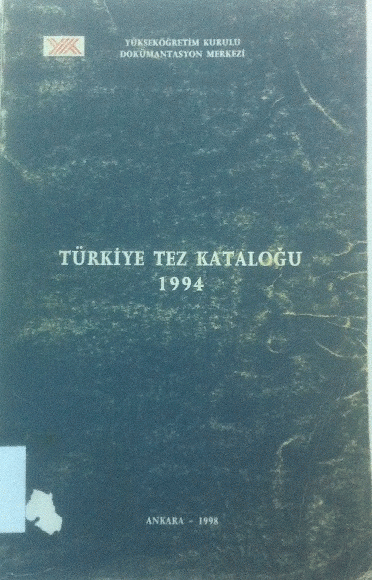 YÜKSEKÖĞRETİM KURULU
DOKÜMANTASYON MERKEZİ
TÜRKİYE TEZ KATALOĞU
1994
ANKARA - 1998